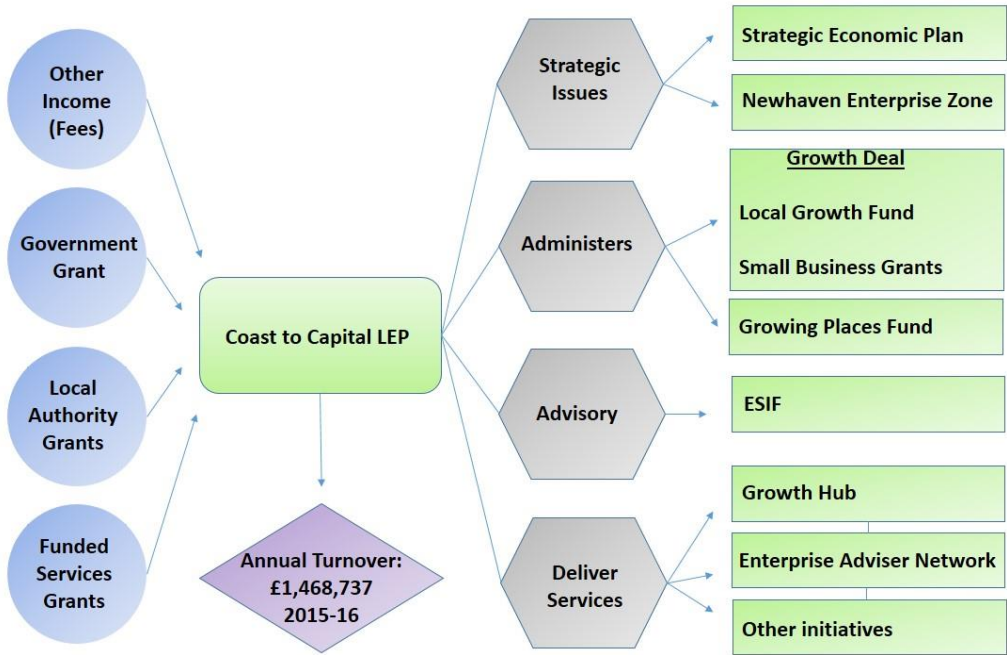 Other
Income
(Fees)
Government
Grant
Local
Authority
Grants
Funded
Services
Grants
Coast to Capital LEP
Annual Turnover:
£1,468,737
2015-16
Strategic
Issues
Administers
Advisory
Deliver
Services
Strategic Economic Plan
Newhaven Enterprise Zone
Growth Deal
Local Growth Fund
Small Business Grants
Growing Places Fund
ESIF
Growth Hub
Enterprise Adviser Network
Other initiatives